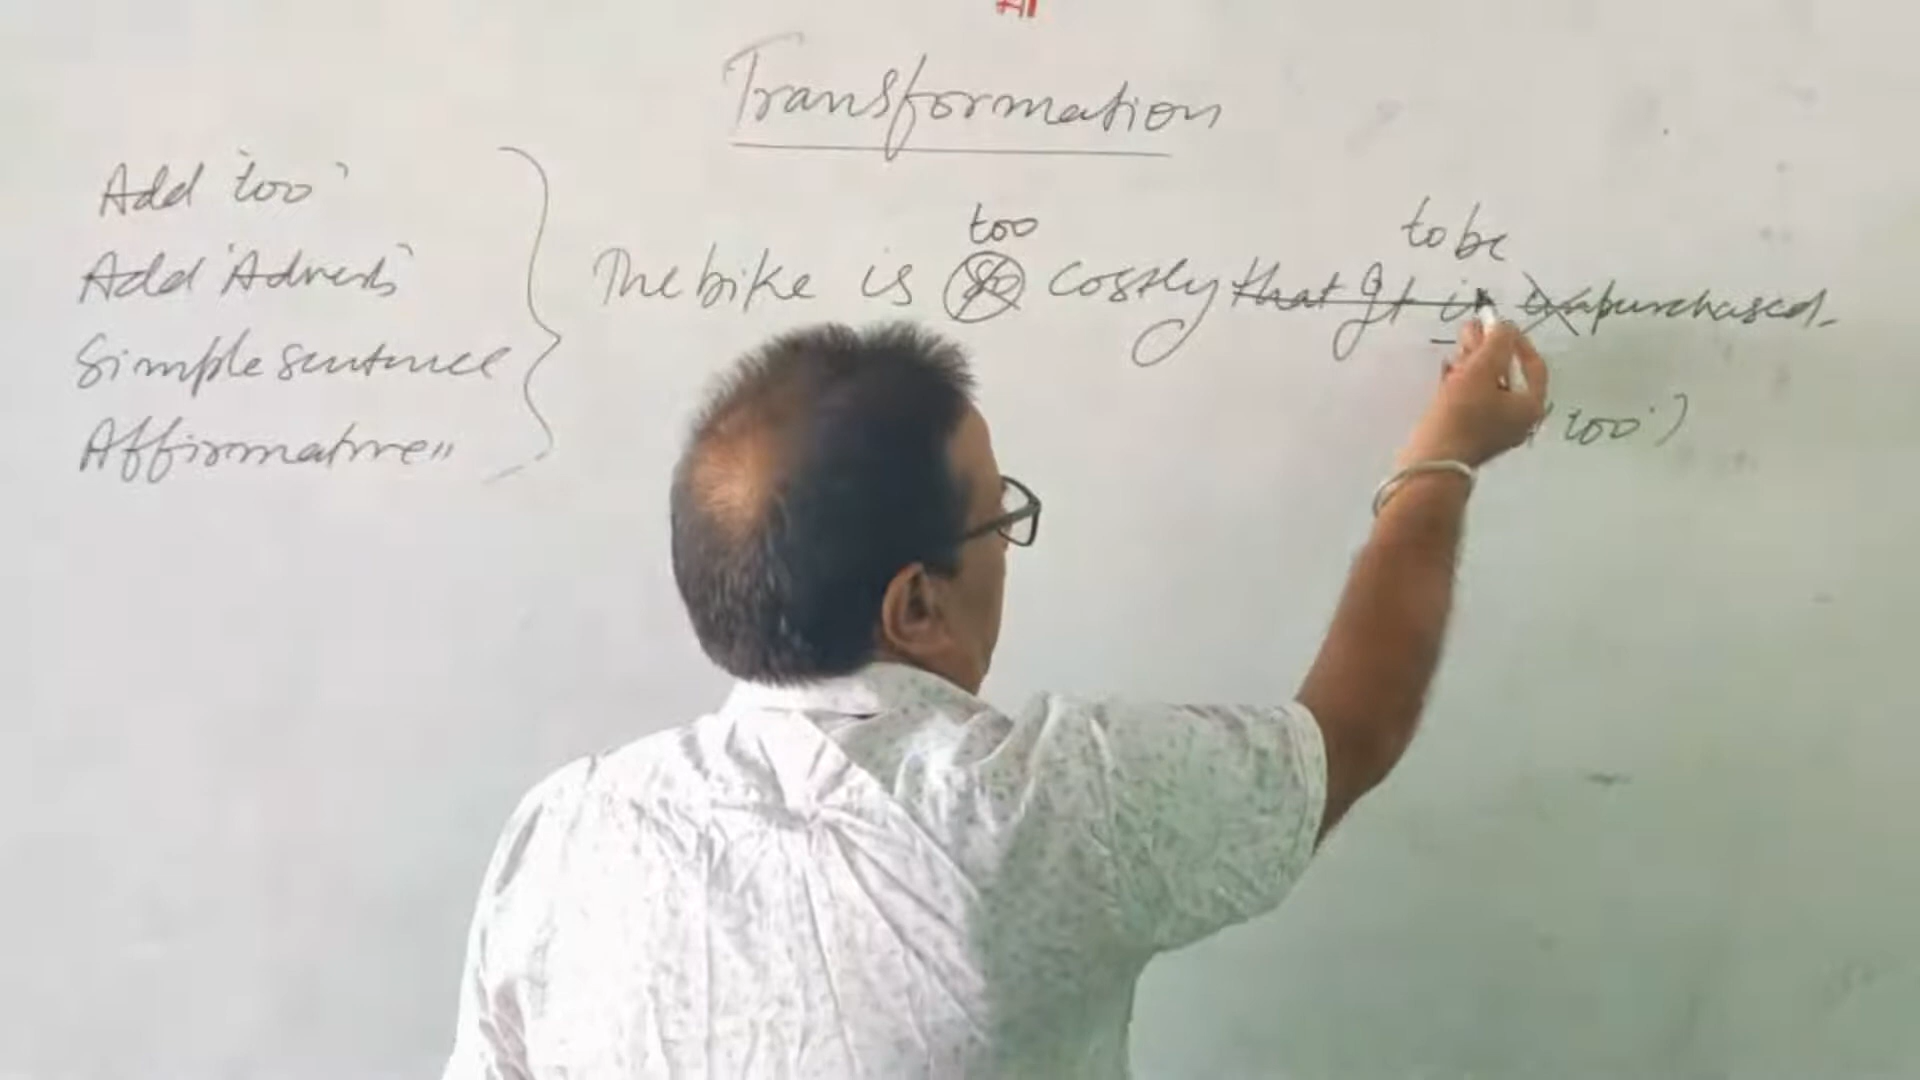 Transformation
Add 'too'
Add 'Adverb'
Simple sentence
Affirmative "
too
to be
The bike is so costly that It is purchased.
too')